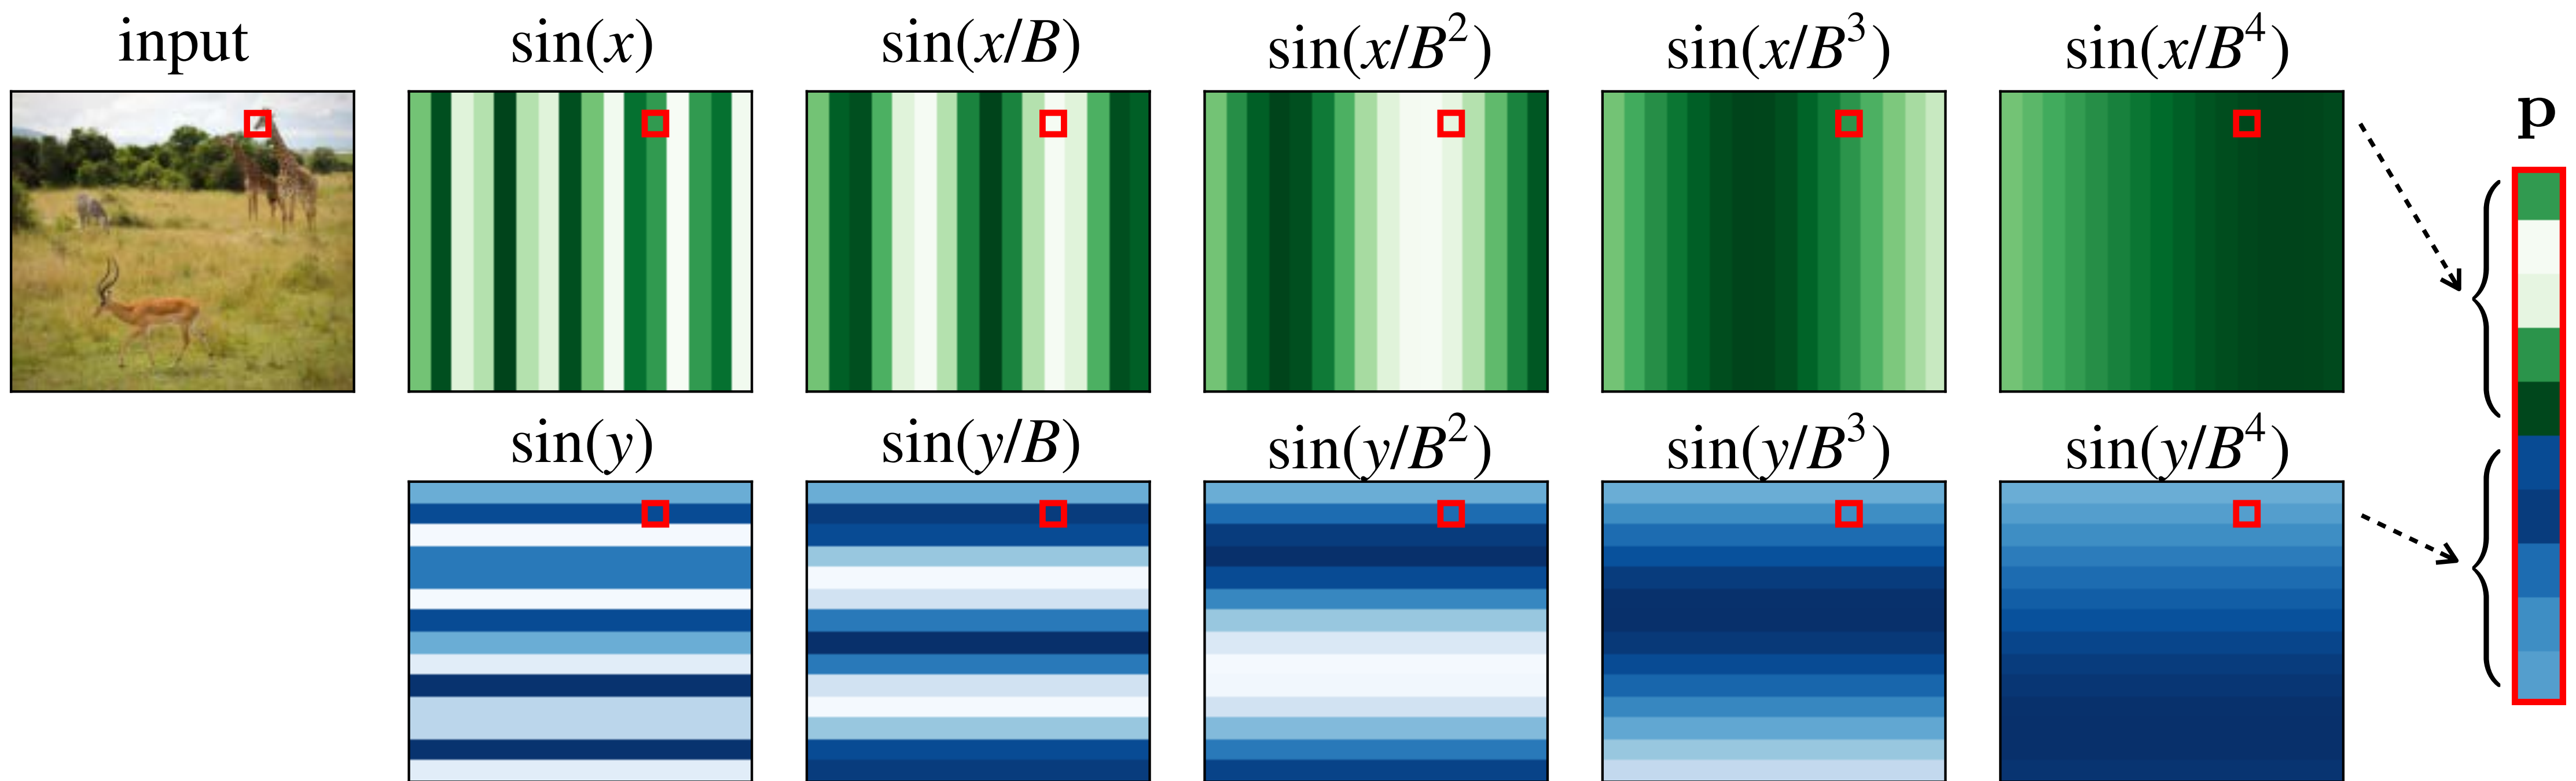 input sin(x) sin(x/B) sin(x/B²) sin(x/B³) sin(x/B⁴)
p
sin(y) sin(y/B) sin(y/B²) sin(y/B³) sin(y/B⁴)